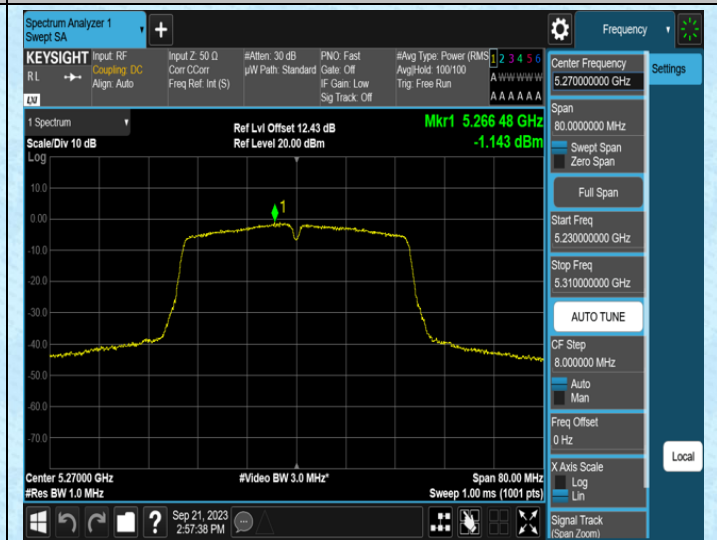 Spectrum Analyzer 1
Swept SA
Frequency
KEYSIGHT
RL
LXI
Input: RF
Coupling: DC
Align: Auto
Input Z: 50 Ω
Corr CCorr
Freq Ref: Int (S)
#Atten: 30 dB
µW Path: Standard
PNO: Fast
Gate: Off
IF Gain: Low
Sig Track: Off
#Avg Type: Power (RMS
Avg|Hold: 100/100
Trig: Free Run
1 2 3 4 5 6
A W W W W W
A A A A A A
Center Frequency
5.270000000 GHz
Settings
Span
80.0000000 MHz
Swept Span
Zero Span
Full Span
Start Freq
5.230000000 GHz
Stop Freq
5.310000000 GHz
AUTO TUNE
CF Step
8.000000 MHz
Auto
Man
Freq Offset
0 Hz
X Axis Scale
Log
Lin
Signal Track
(Span Zoom)
Local
1 Spectrum
Scale/Div 10 dB
Log
Ref Lvl Offset 12.43 dB
Ref Level 20.00 dBm
Mkr1 5.266 48 GHz
-1.143 dBm
1
10.0
0.00
-10.0
-20.0
-30.0
-40.0
-50.0
-60.0
-70.0
Center 5.27000 GHz
#Res BW 1.0 MHz
#Video BW 3.0 MHz*
Span 80.00 MHz
Sweep 1.00 ms (1001 pts)
?
Sep 21, 2023
2:57:38 PM